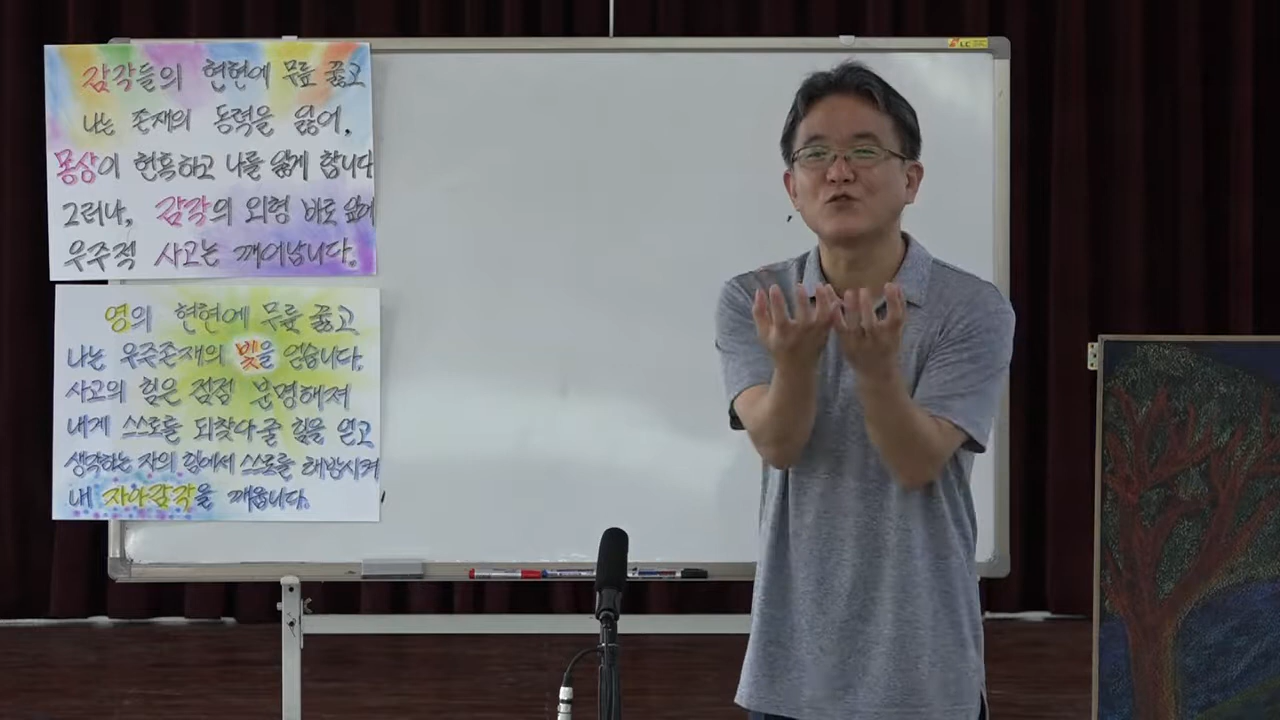 감각들의 현현에 무릎 꿇고
나는 존재의 동력을 잃어,
몽상이 현혹하고 나를 잃게 합니다
그러나, 감각의 외형 바로 앞에
우주적 사고는 깨어납니다.
영의 현현에 무릎 꿇고
나는 우주존재의 빛을 얻습니다.
사고의 힘은 점점 분명해져
내게 스스로를 되찾아줄 힘을 얻고
생각하는 자의 힘에서 스스로를 해방시켜
내 자아감각을 깨웁니다.